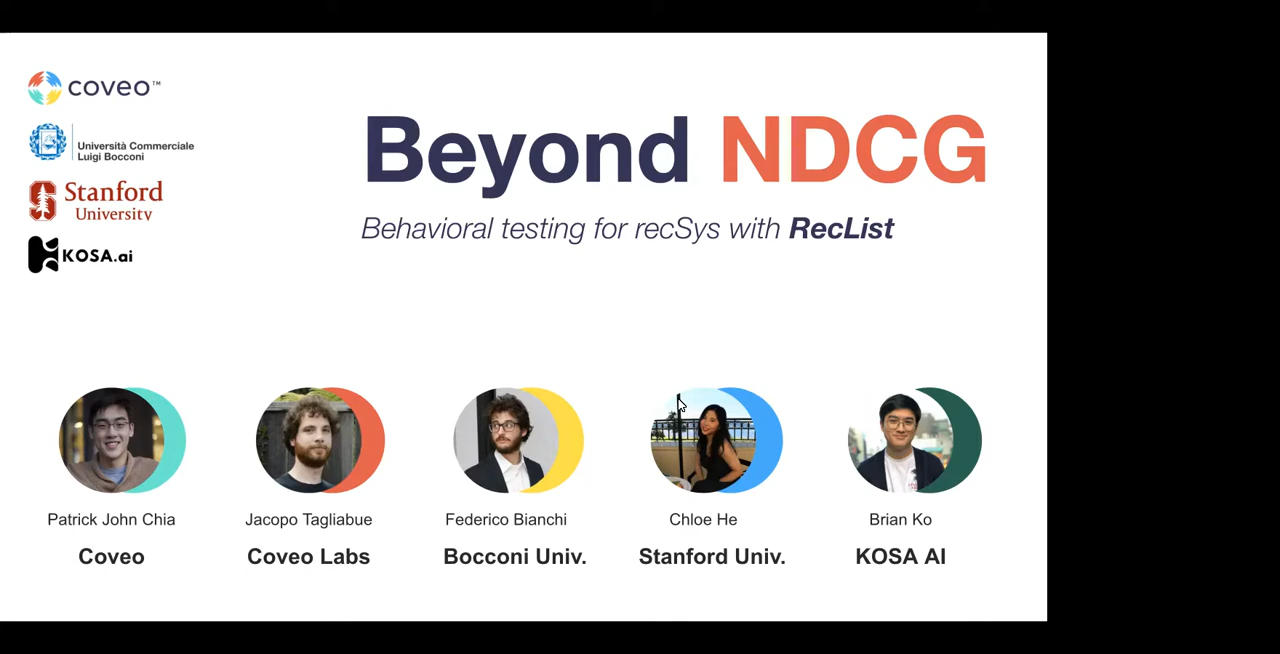 coveo™
Università Commerciale
Luigi Bocconi
Stanford
University
KOSA.ai
Beyond NDCG
Behavioral testing for recSys with RecList
Patrick John Chia
Coveo
Jacopo Tagliabue
Coveo Labs
Federico Bianchi
Bocconi Univ.
Chloe He
Stanford Univ.
Brian Ko
KOSA AI